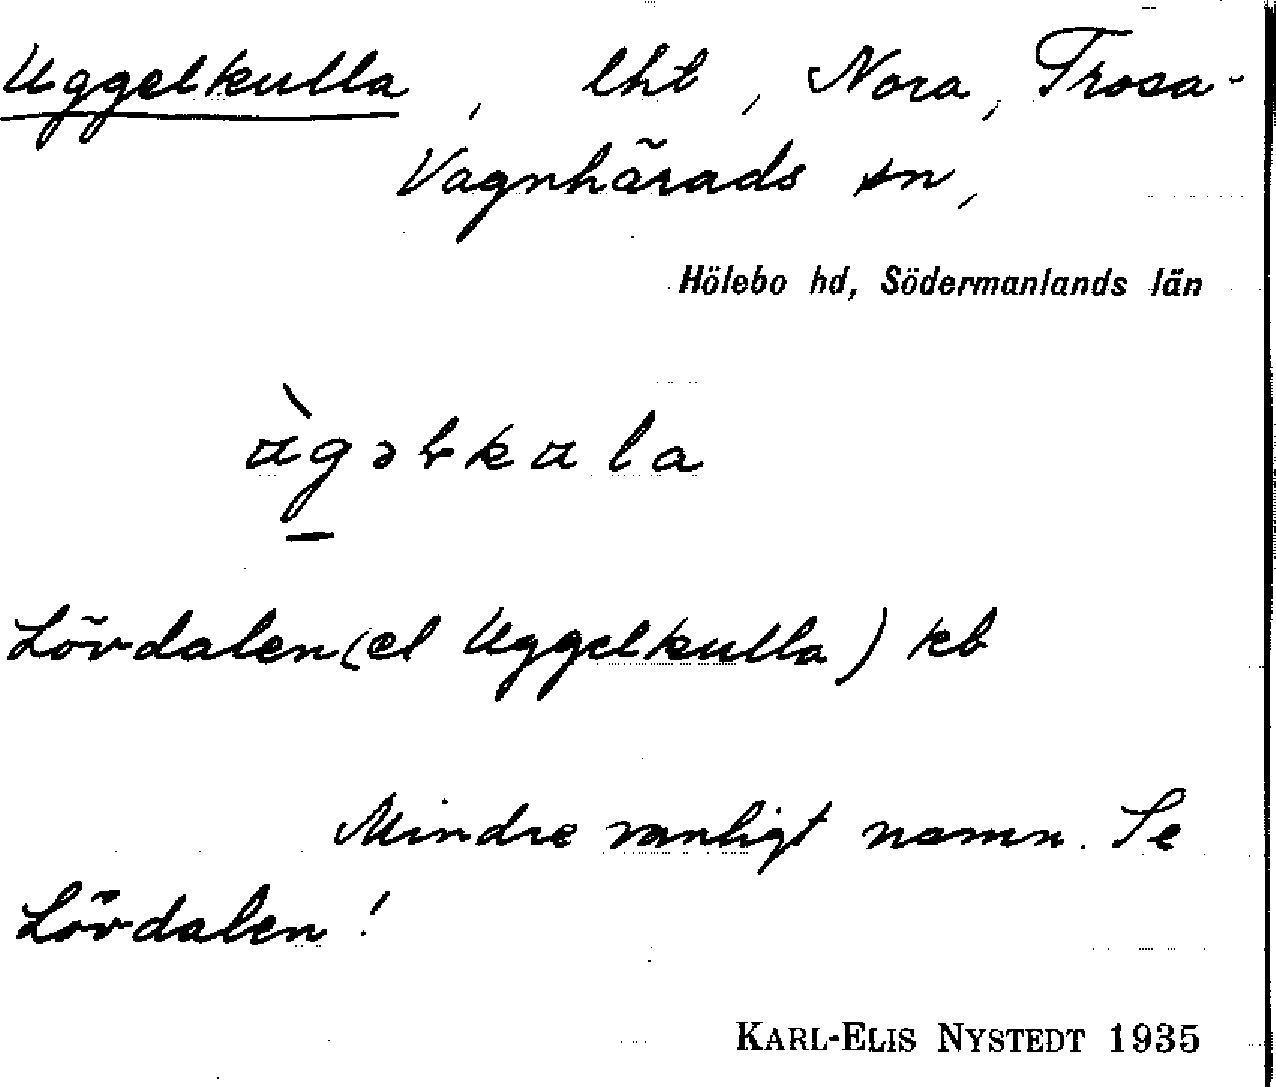 Uggelkulla, lht, Nora, Trosa-
Vagnhärads sn,
Hölebo hd, Södermanlands län
Lövdalen (el Uggelkulla) kb
Mindre vanligt namn. Se
Lövdalen!
KARL-ELIS NYSTEDT 1935